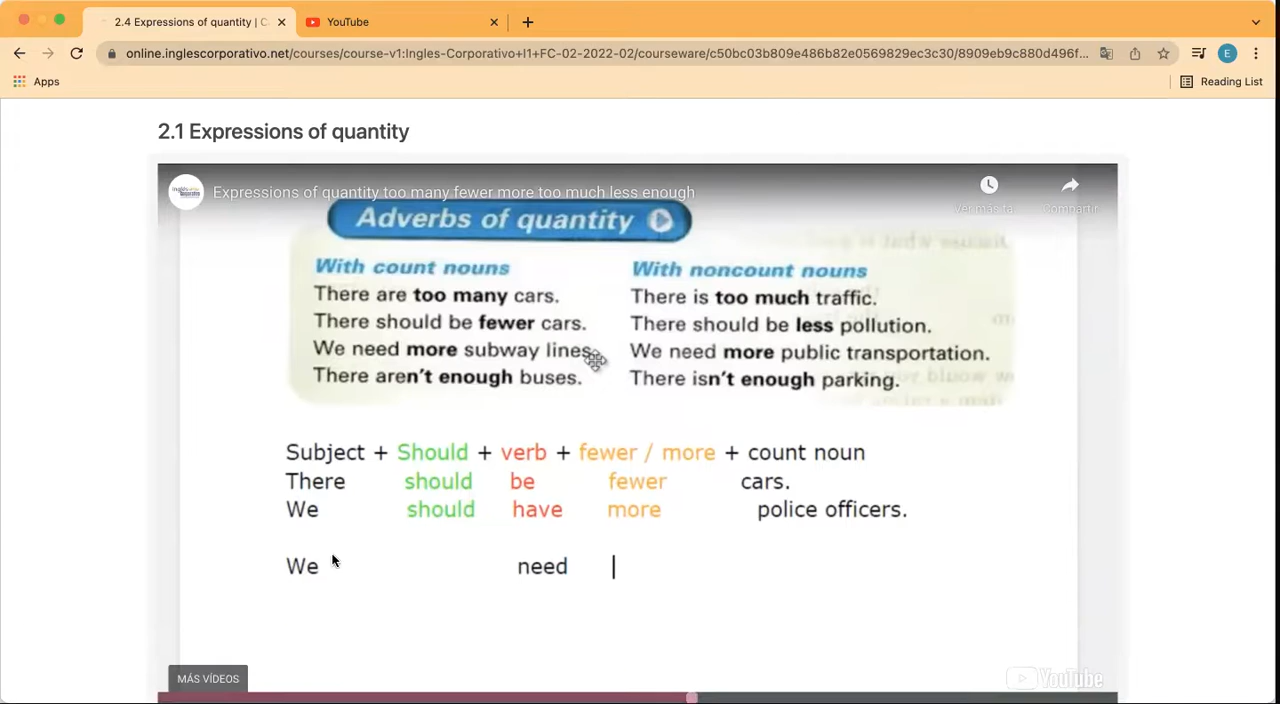 2.4 Expressions of quantity | C
YouTube
online.inglescorporativo.net/courses/course-v1:Ingles-Corporativo+I1+FC-02-2022-02/courseware/c50bc03b809e486b82e0569829ec3c30/8909eb9c880d496f...
E
Apps
Reading List
2.1 Expressions of quantity
Expressions of quantity too many fewer more too much less enough
Ver más ta...
Compartir
Adverbs of quantity
With count nouns
There are too many cars.
There should be fewer cars.
We need more subway lines
There aren't enough buses.
With noncount nouns
There is too much traffic.
There should be less pollution.
We need more public transportation.
There isn't enough parking.
Subject + Should + verb + fewer / more + count noun
There should be fewer cars.
We should have more police officers.
We need
MÁS VÍDEOS
YouTube